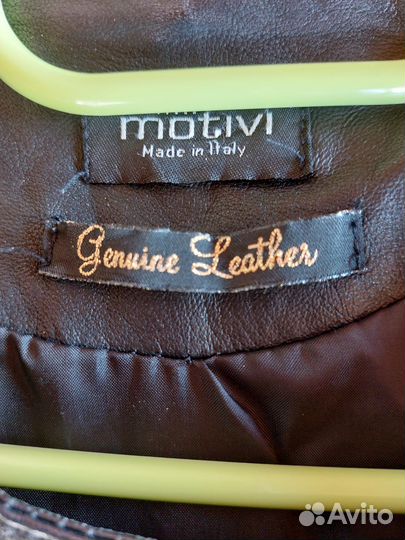 motivi
Made in Italy
Genuine Leather
Avito